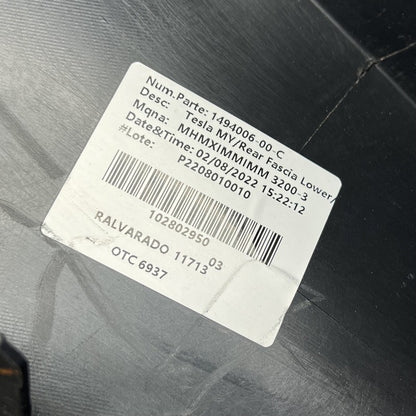 Num.Parte: 1494006-00-C
Desc: Tesla MY/Rear Fascia Lower/
Mqna: MHMXIMMIMM 3200-3
Date&Time: 02/08/2022 15:22:12
#Lote: P2208010010
102802950 03
RALVARADO 11713
OTC 6937